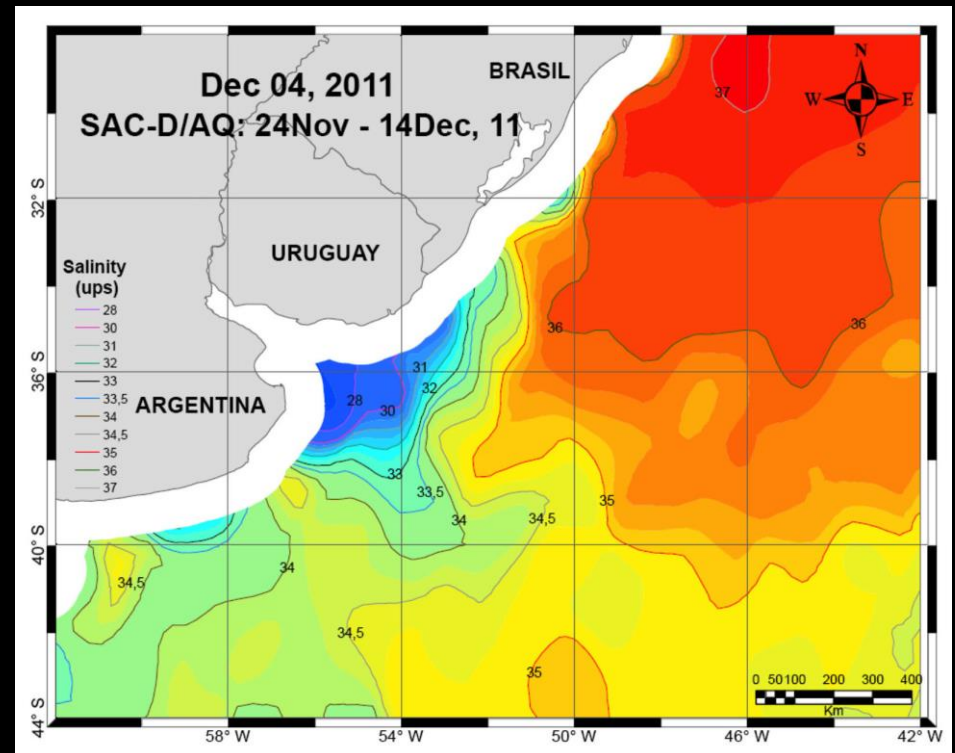 Dec 04, 2011
SAC-D/AQ: 24Nov - 14Dec, 11
BRASIL
URUGUAY
ARGENTINA
N
W E
S
Salinity
(ups)
28
30
31
32
33
33,5
34
34,5
35
36
37
37
36
36
31
32
28
30
33
33,5
34
34,5
35
34
34,5
34,5
35
32° S
36° S
40° S
44° S
0 50 100 200 300 400
Km
58° W 54° W 50° W 46° W 42° W